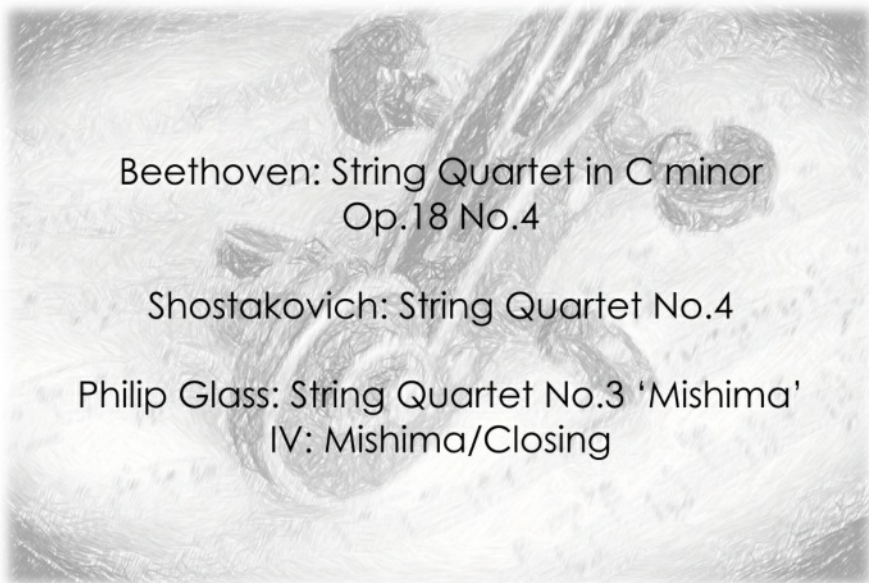 Beethoven: String Quartet in C minor
Op.18 No.4
Shostakovich: String Quartet No.4
Philip Glass: String Quartet No.3 ‘Mishima’
IV: Mishima/Closing